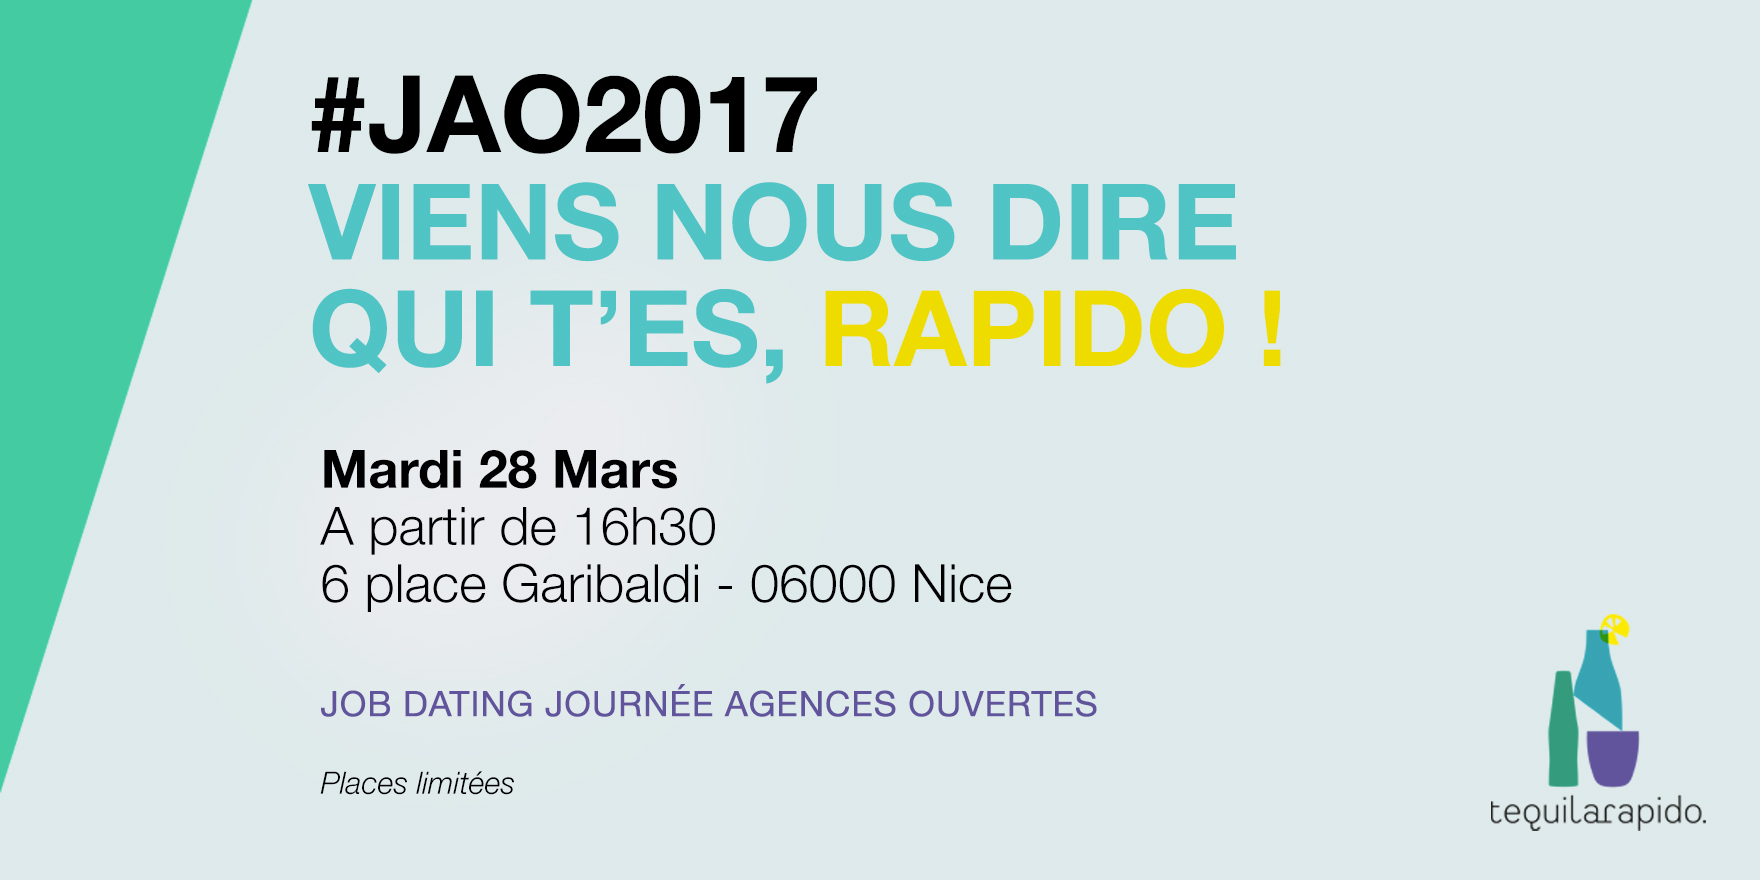 #JAO2017
VIENS NOUS DIRE
QUI T’ES, RAPIDO !
Mardi 28 Mars
A partir de 16h30
6 place Garibaldi - 06000 Nice
JOB DATING JOURNÉE AGENCES OUVERTES
Places limitées
tequilarapido.